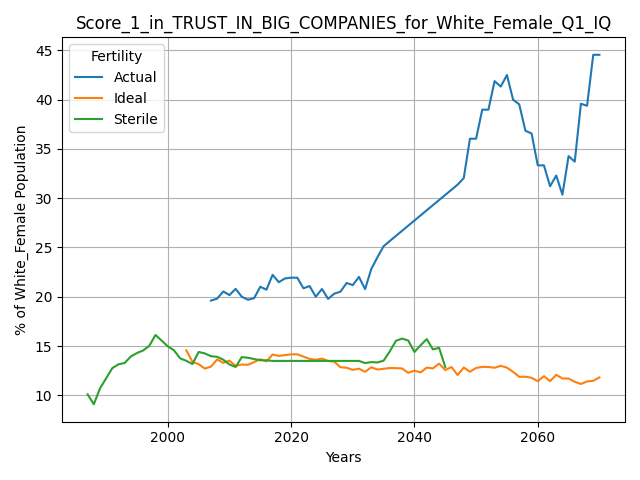 Score_1_in_TRUST_IN_BIG_COMPANIES_for_White_Female_Q1_IQ
Fertility
Actual
Ideal
Sterile
% of White_Female Population
45
40
35
30
25
20
15
10
2000
2020
2040
2060
Years